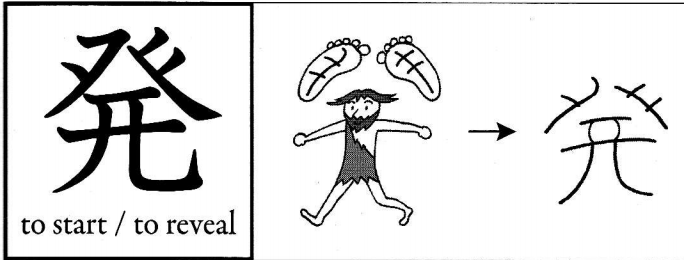 発
to start / to reveal